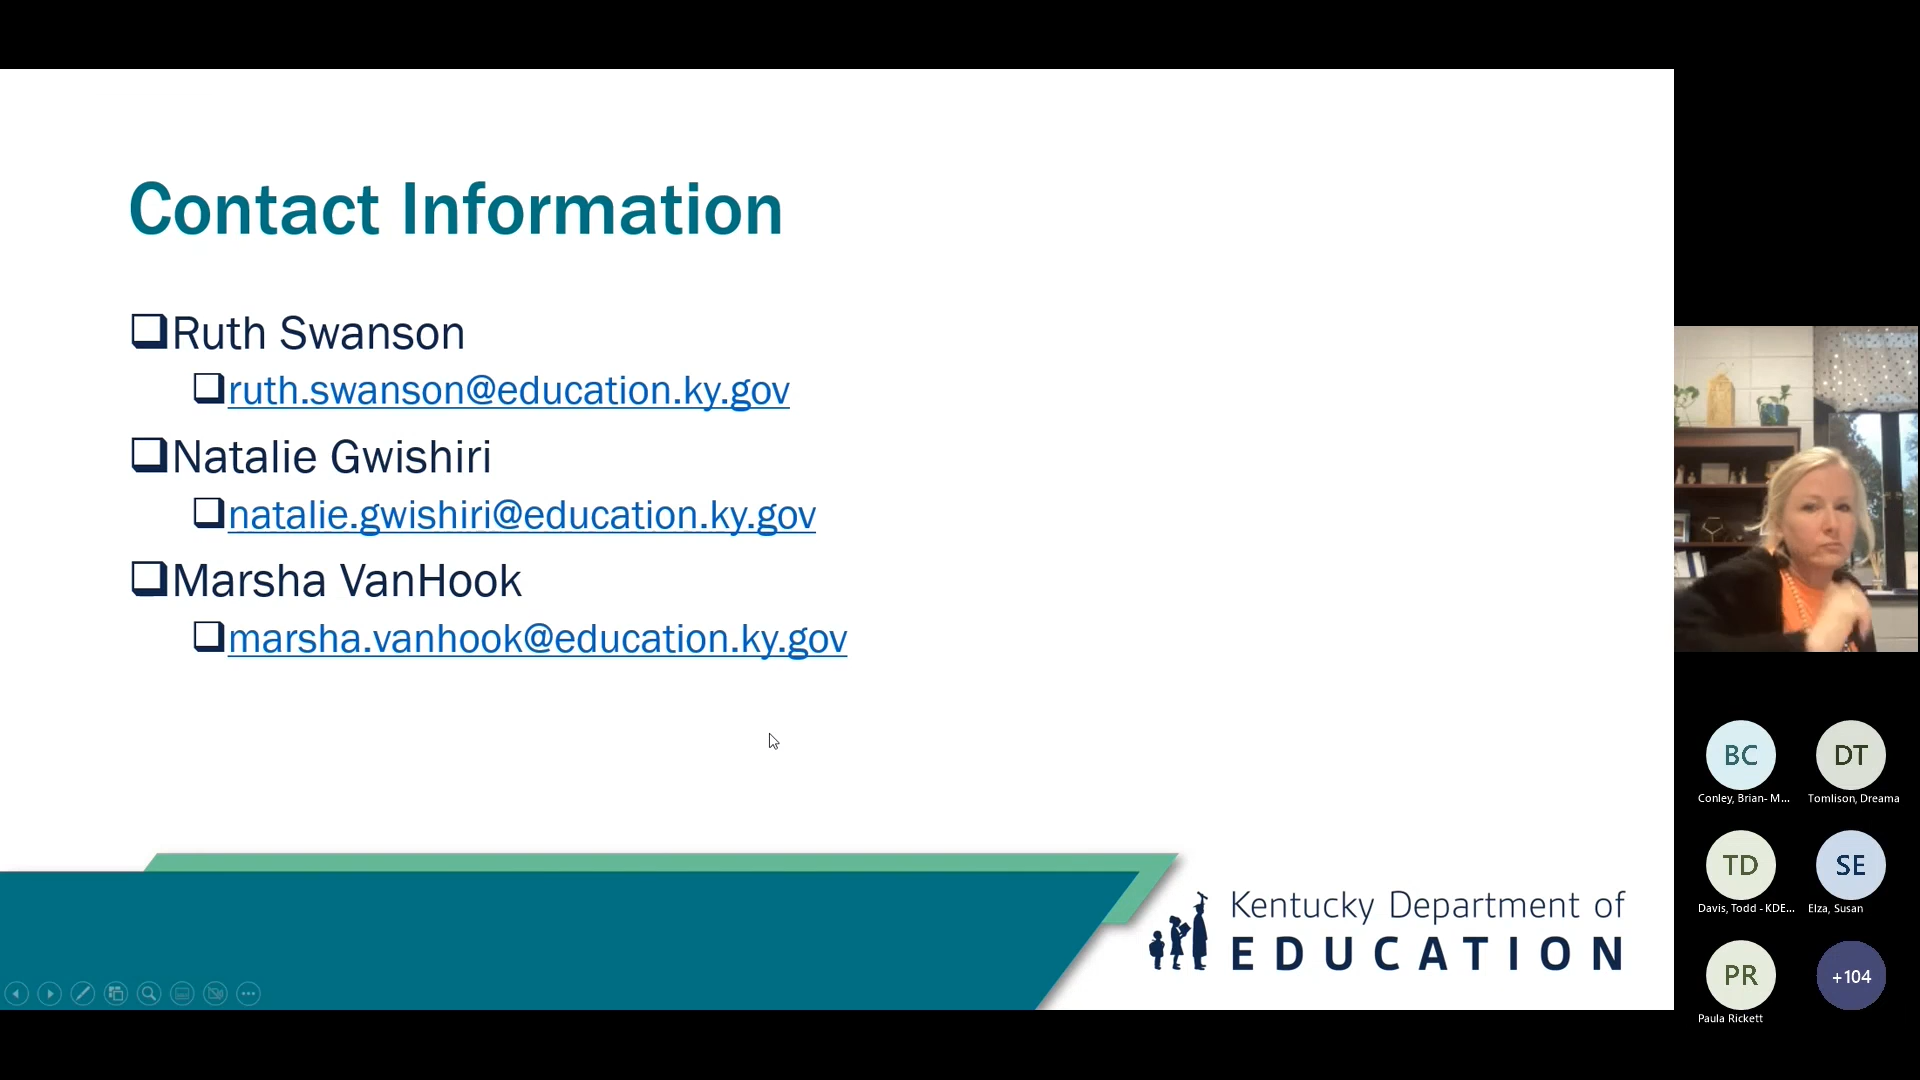 Contact Information
Ruth Swanson
ruth.swanson@education.ky.gov
Natalie Gwishiri
natalie.gwishiri@education.ky.gov
Marsha VanHook
marsha.vanhook@education.ky.gov
Kentucky Department of
EDUCATION
BC
DT
Conley, Brian- M...
Tomlison, Dreama
TD
SE
Davis, Todd - KDE...
Elza, Susan
PR
+104
Paula Rickett